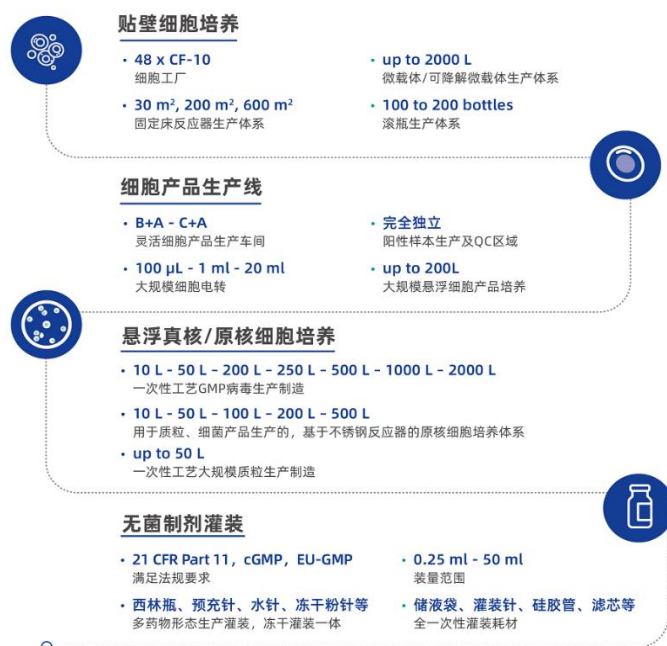 贴壁细胞培养
• 48 x CF-10
细胞工厂
• up to 2000 L
微载体/可降解微载体生产体系
• 30 m², 200 m², 600 m²
固定床反应器生产体系
• 100 to 200 bottles
滚瓶生产体系
细胞产品生产线
• B+A - C+A
灵活细胞产品生产车间
• 完全独立
阳性样本生产及QC区域
• 100 μL - 1 ml - 20 ml
大规模细胞电转
• up to 200L
大规模悬浮细胞产品培养
悬浮真核/原核细胞培养
• 10 L - 50 L – 200 L – 250 L – 500 L – 1000 L – 2000 L
一次性工艺GMP病毒生产制造
• 10 L – 50 L – 100 L – 200 L – 500 L
用于质粒、细菌产品生产的，基于不锈钢反应器的原核细胞培养体系
• up to 50 L
一次性工艺大规模质粒生产制造
无菌制剂灌装
• 21 CFR Part 11，cGMP，EU-GMP
满足法规要求
• 0.25 ml - 50 ml
装量范围
• 西林瓶、预充针、水针、冻干粉针等
多药物形态生产灌装，冻干灌装一体
• 储液袋、灌装针、硅胶管、滤芯等
全一次性灌装耗材